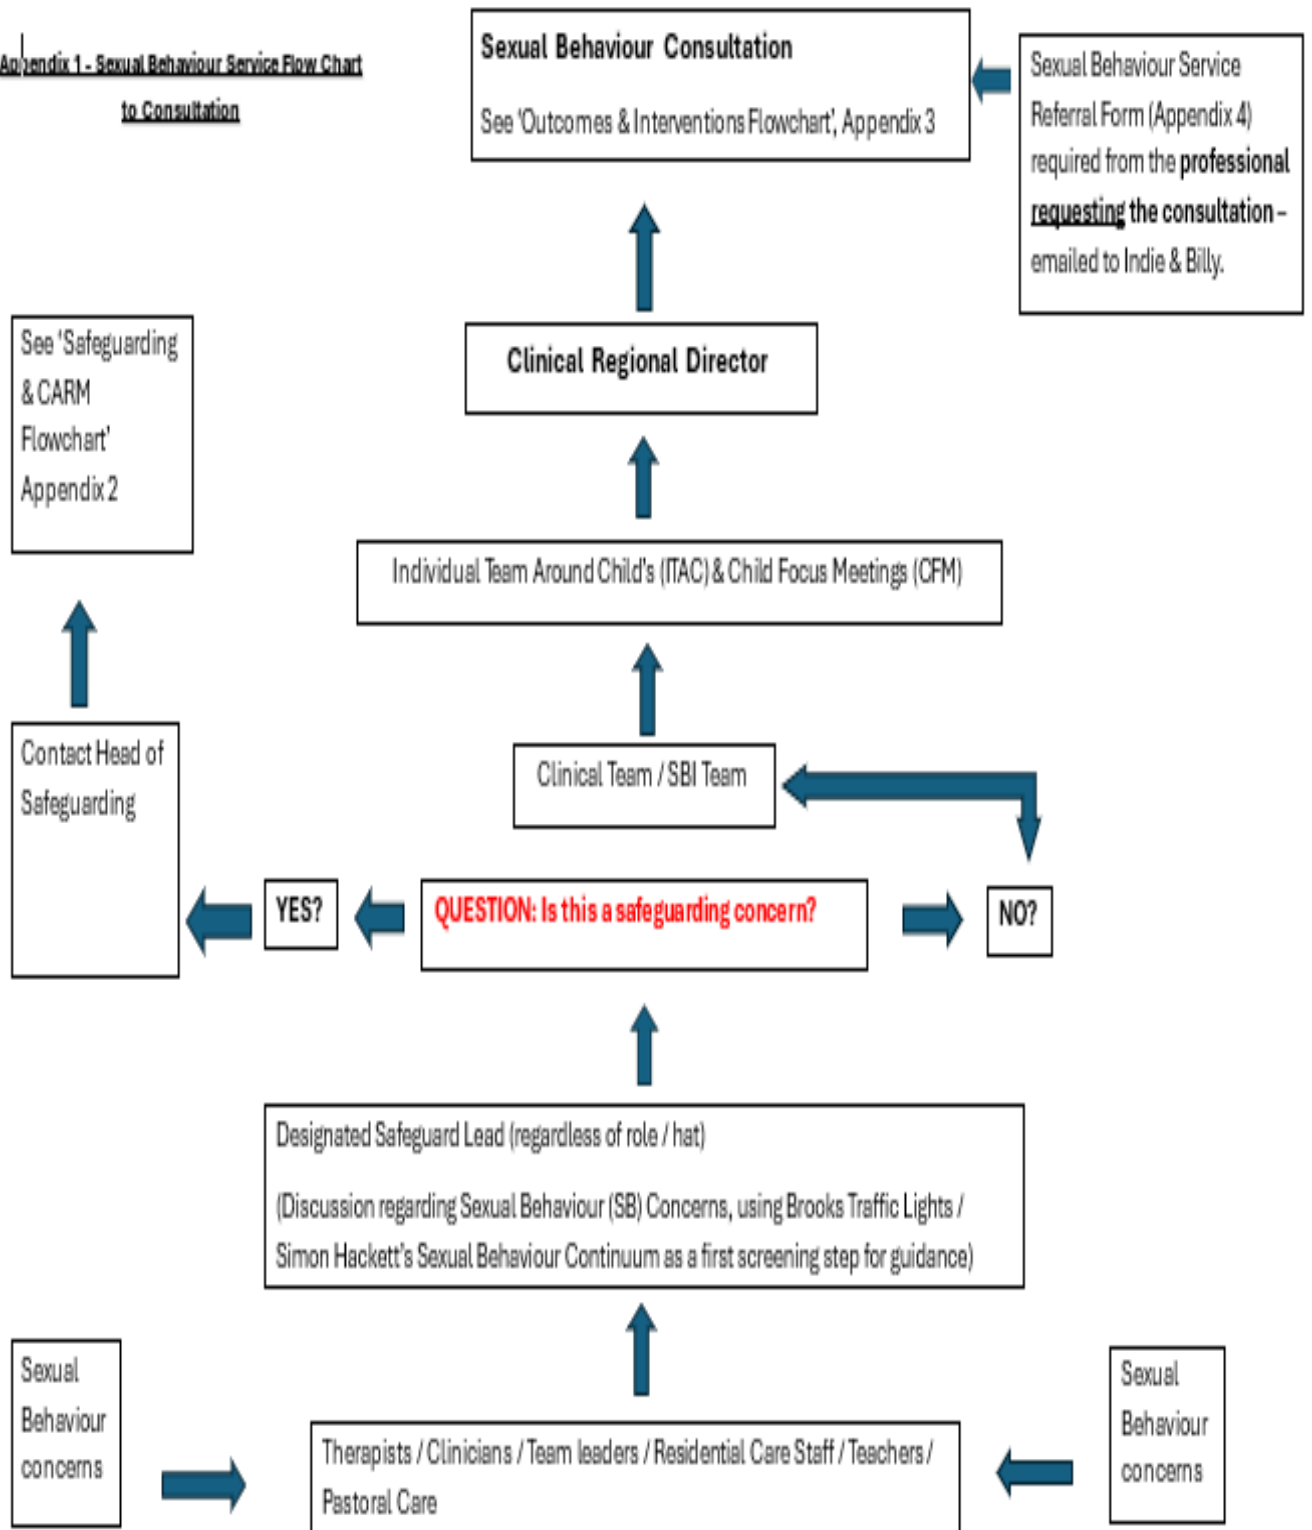 Appendix 1 - Sexual Behaviour Service Flow Chart
to Consultation
Sexual Behaviour Consultation
See 'Outcomes & Interventions Flowchart', Appendix 3
Sexual Behaviour Service
Referral Form (Appendix 4)
required from the professional
requesting the consultation –
emailed to Indie & Billy.
See 'Safeguarding
& CARM
Flowchart'
Appendix 2
Clinical Regional Director
Individual Team Around Child's (ITAC) & Child Focus Meetings (CFM)
Contact Head of
Safeguarding
Clinical Team / SBI Team
YES?
QUESTION: Is this a safeguarding concern?
NO?
Designated Safeguard Lead (regardless of role / hat)
(Discussion regarding Sexual Behaviour (SB) Concerns, using Brooks Traffic Lights /
Simon Hackett's Sexual Behaviour Continuum as a first screening step for guidance)
Sexual
Behaviour
concerns
Therapists / Clinicians / Team leaders / Residential Care Staff / Teachers /
Pastoral Care
Sexual
Behaviour
concerns